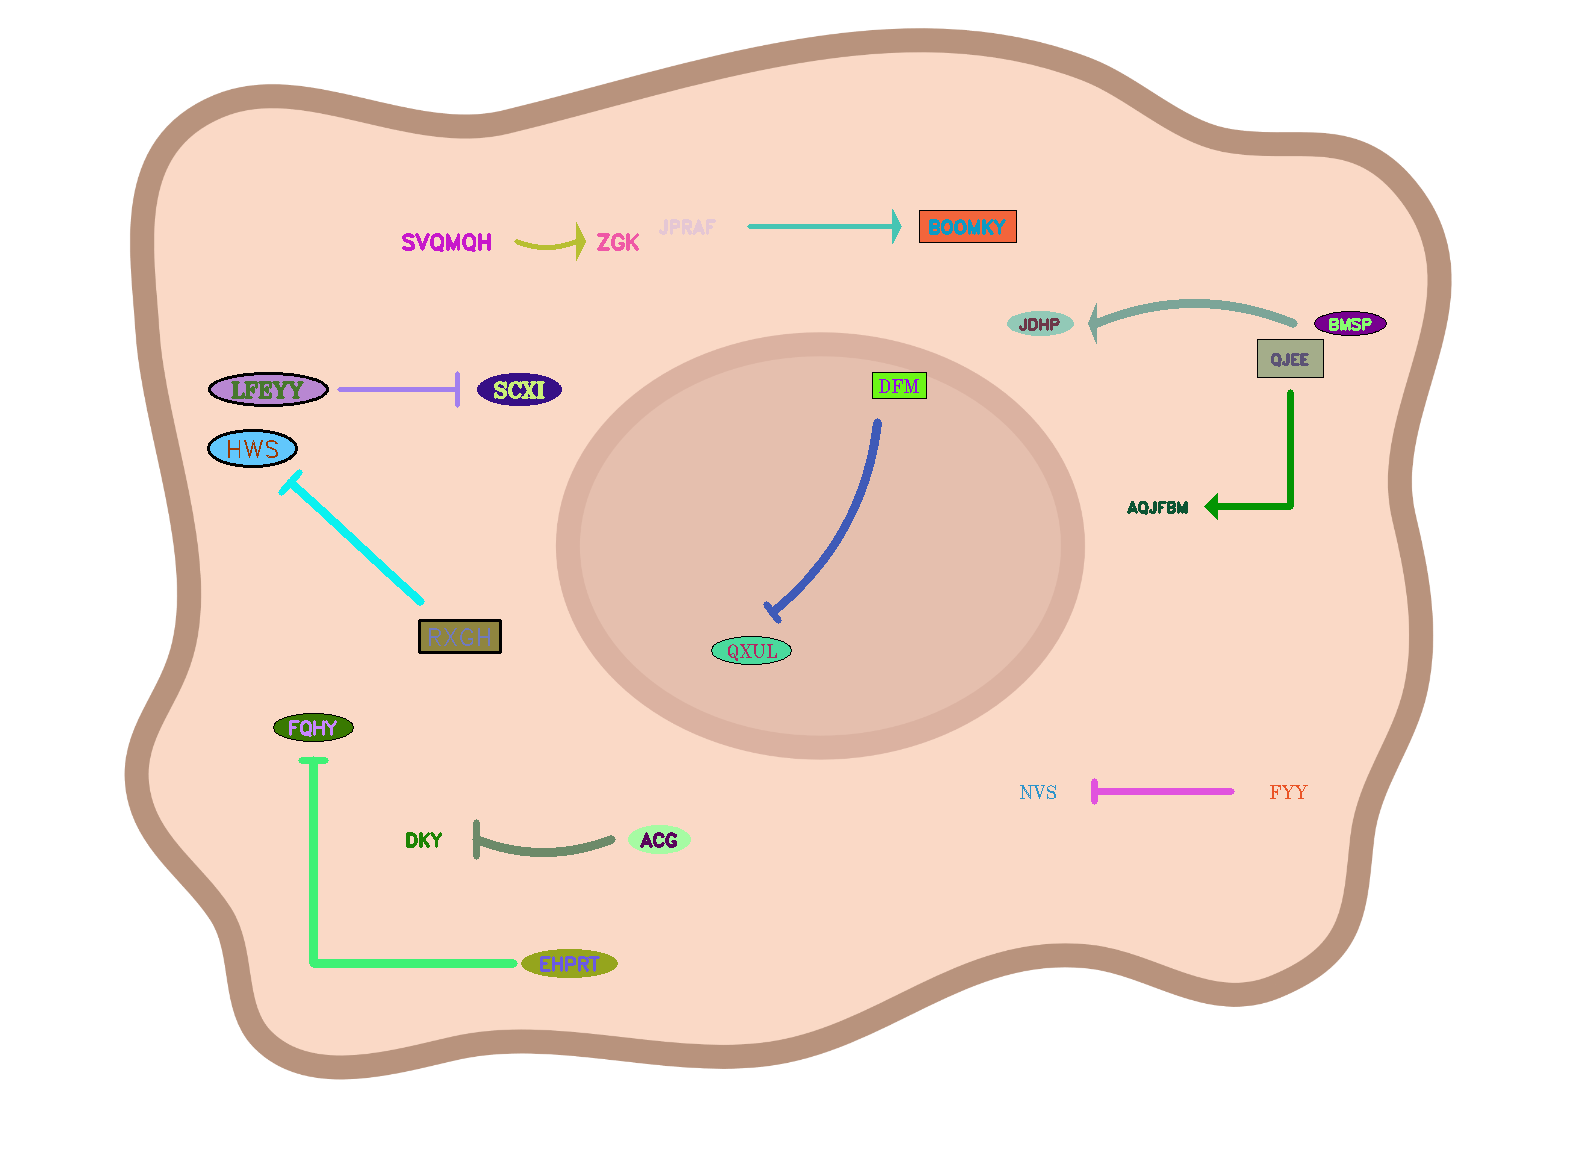 SVQMQH
ZGK
JPRAF
BOOMKY
JDHP
BMSP
QJEE
LFEYY
SCXI
DFM
HWS
AQJFBM
RXGH
QXUL
FQHY
NVS
FYY
DKY
ACG
EHPRT